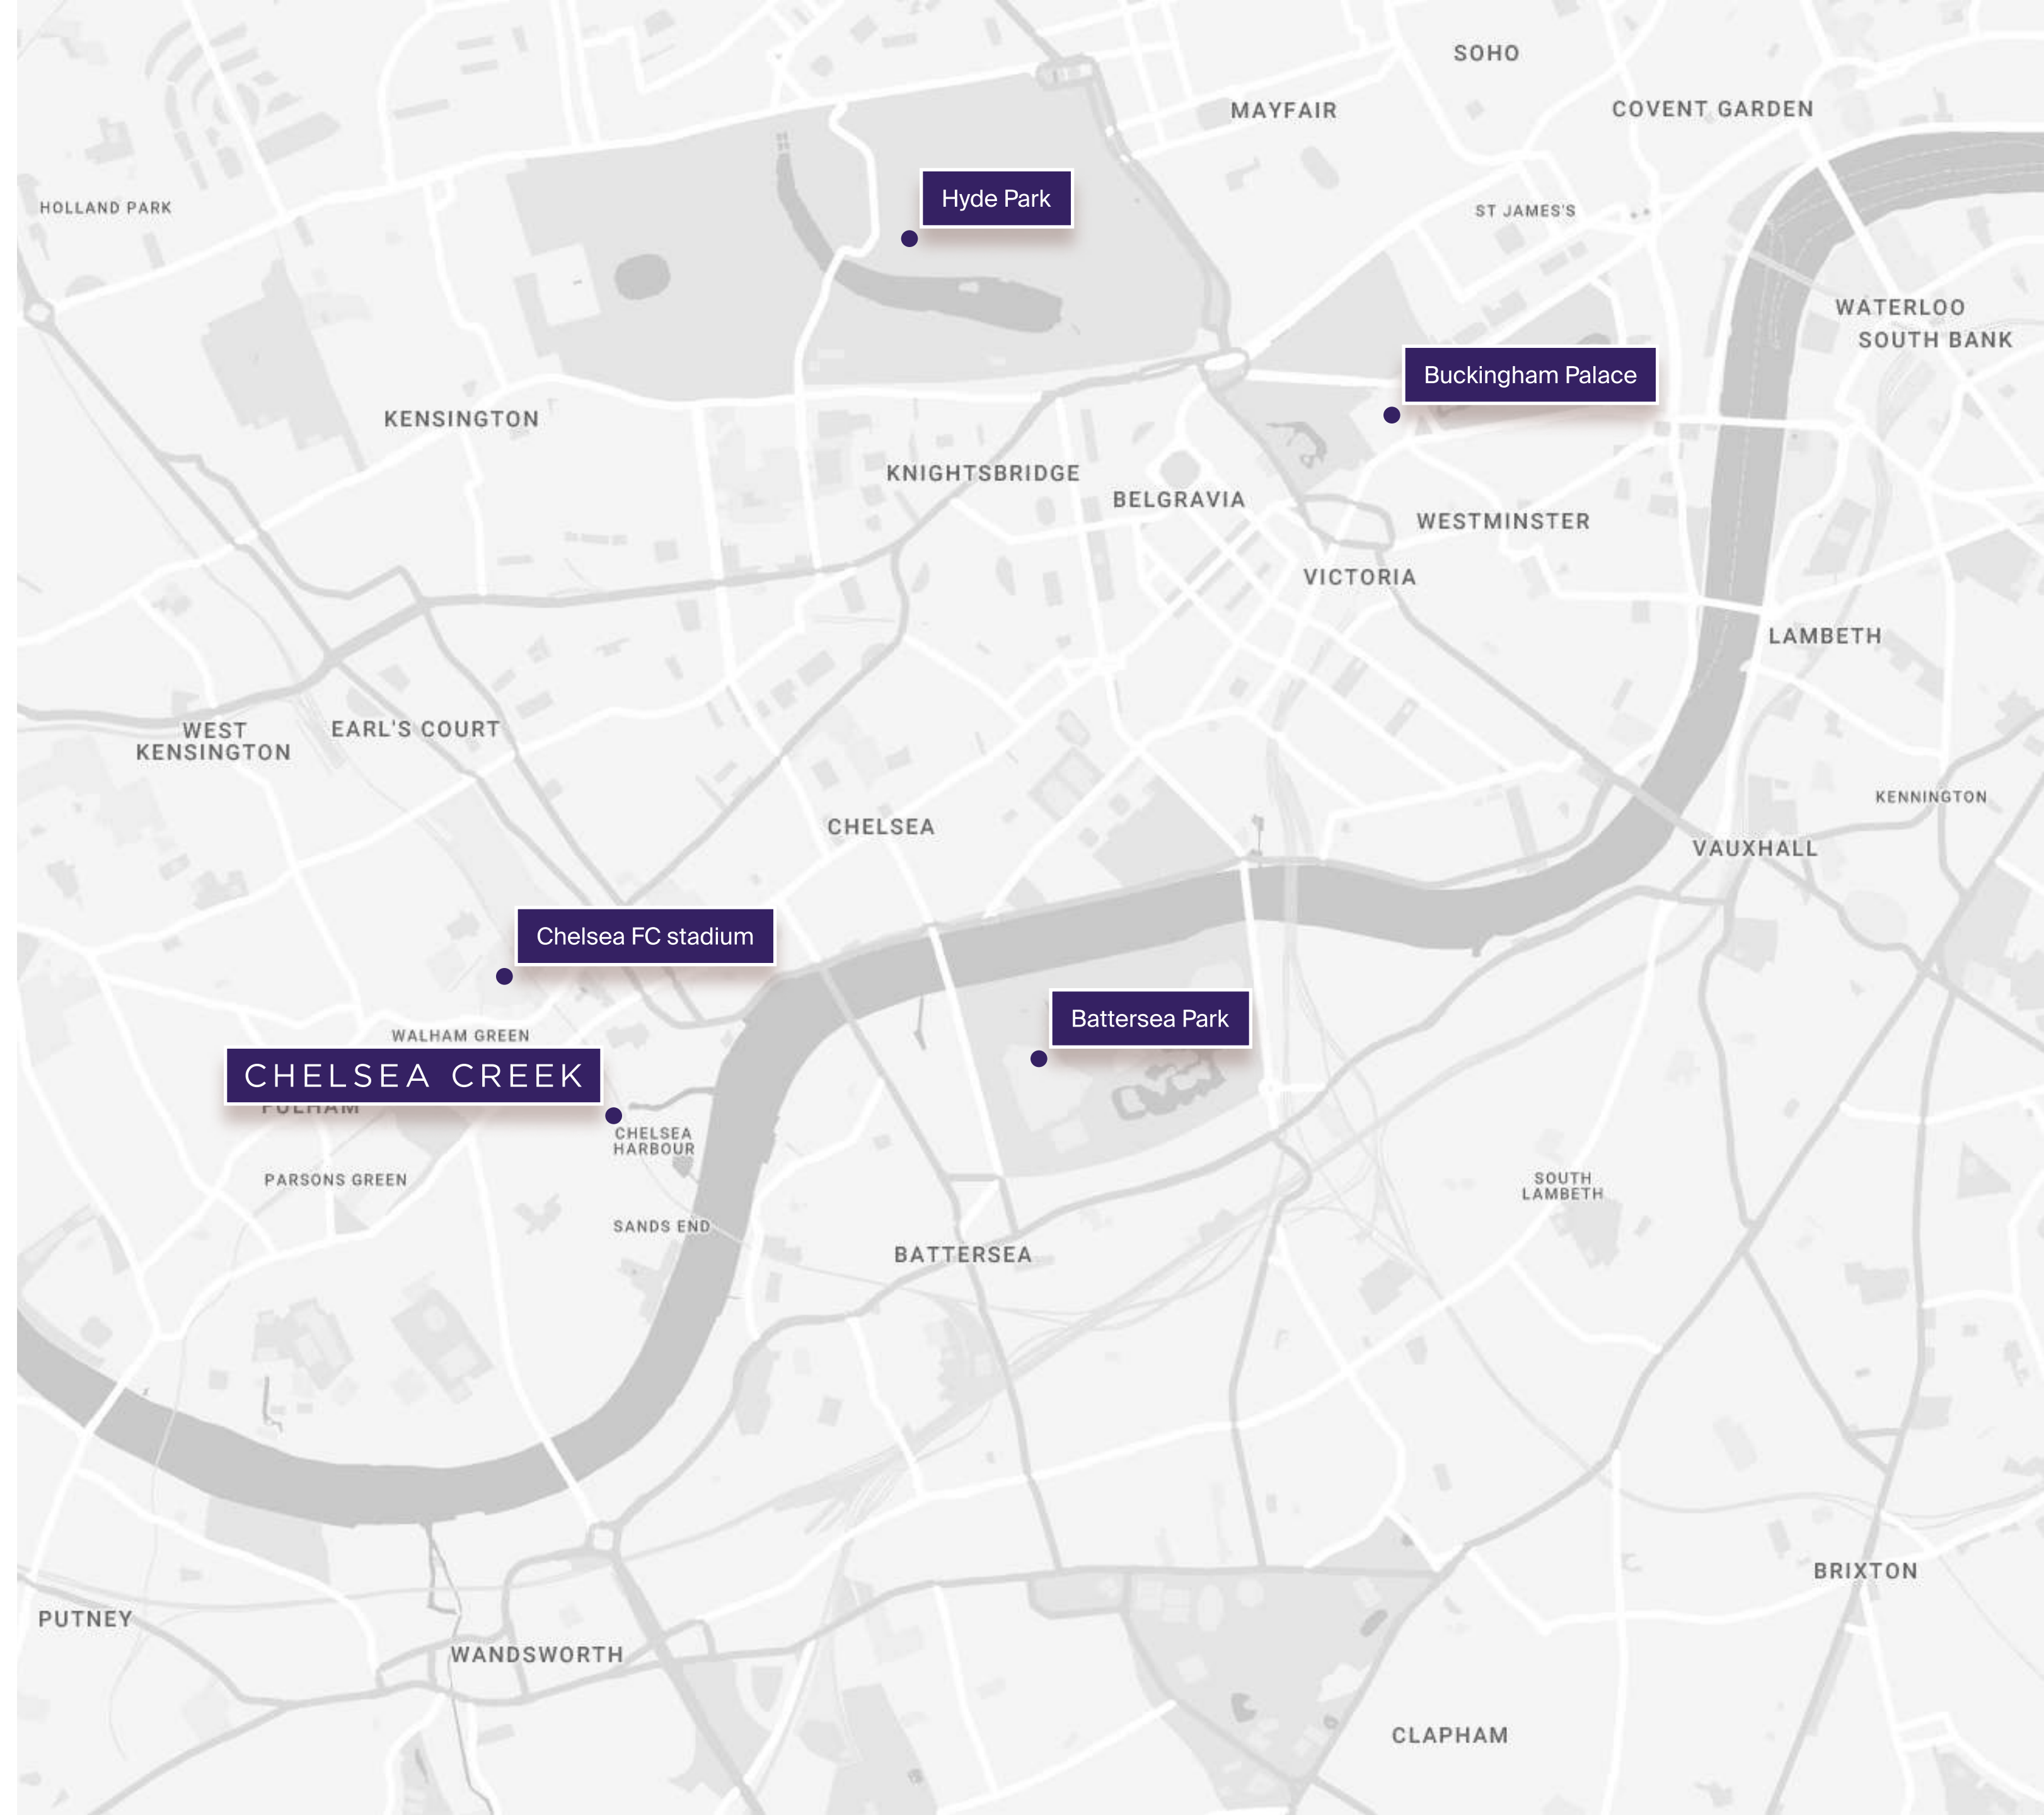 SOHO
MAYFAIR
COVENT GARDEN
HOLLAND PARK
Hyde Park
ST JAMES'S
WATERLOO
SOUTH BANK
Buckingham Palace
KENSINGTON
KNIGHTSBRIDGE
BELGRAVIA
WESTMINSTER
VICTORIA
LAMBETH
WEST
KENSINGTON
EARL'S COURT
KENNINGTON
CHELSEA
VAUXHALL
Chelsea FC stadium
Battersea Park
WALHAM GREEN
CHELSEA CREEK
FULHAM
CHELSEA
HARBOUR
PARSONS GREEN
SOUTH
LAMBETH
SANDS END
BATTERSEA
BRIXTON
PUTNEY
WANDSWORTH
CLAPHAM